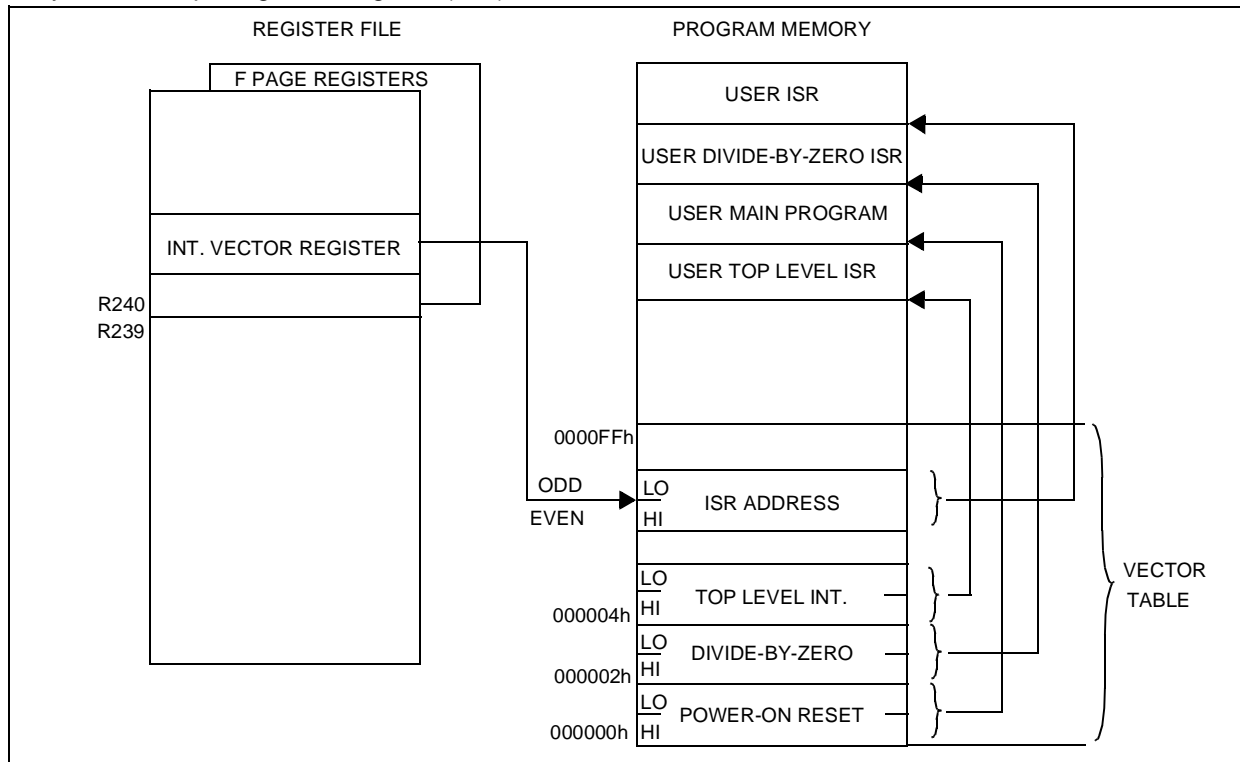 REGISTER FILE
PROGRAM MEMORY
F PAGE REGISTERS
USER ISR
USER DIVIDE-BY-ZERO ISR
USER MAIN PROGRAM
INT. VECTOR REGISTER
USER TOP LEVEL ISR
R240
R239
0000FFh
ODD
LO
ISR ADDRESS
EVEN
HI
LO
TOP LEVEL INT.
000004h
HI
VECTOR
TABLE
LO
DIVIDE-BY-ZERO
000002h
HI
LO
POWER-ON RESET
000000h
HI